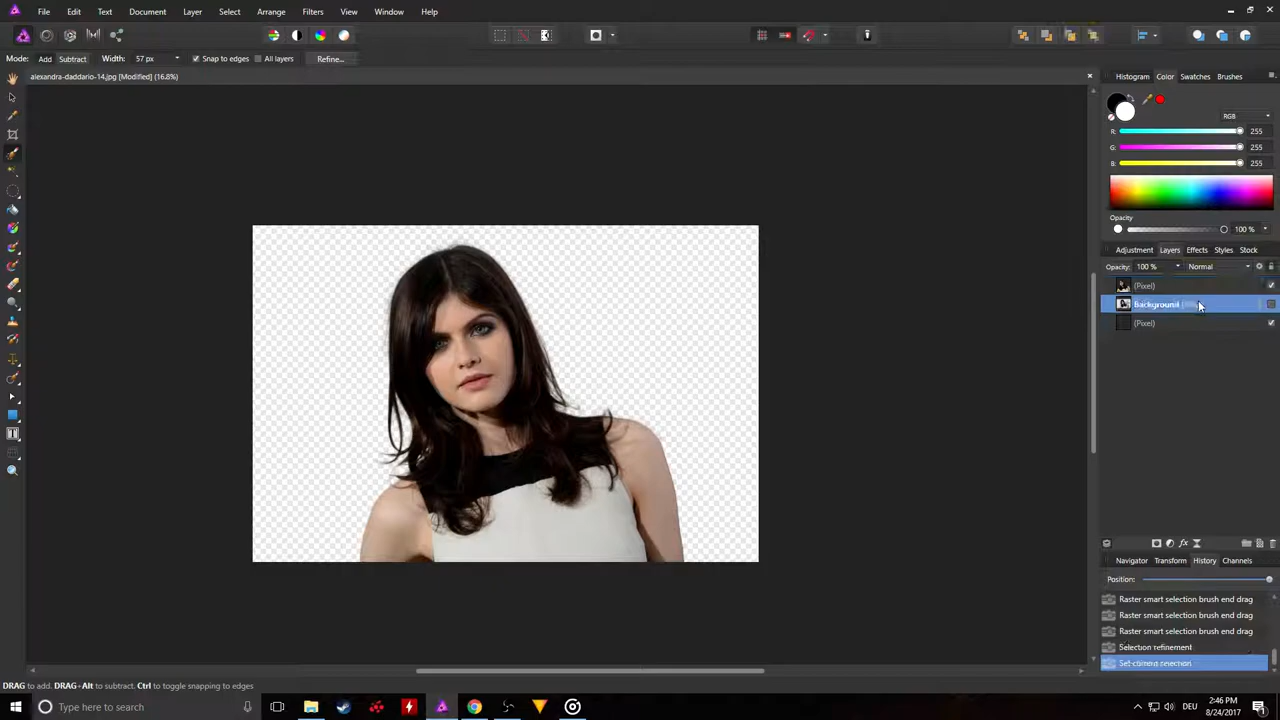 File Edit Text Document Layer Select Arrange Filters View Window Help
Mode: Add Subtract Width: 57 px Snap to edges All layers Refine...
alexandra-daddario-14.jpg [Modified] (16.8%)
Histogram Color Swatches Brushes
RGB
R: 255
G: 255
B: 255
Opacity
100 %
Adjustment Layers Effects Styles Stock
Opacity: 100 % Normal
(Pixel)
Background
(Pixel)
Navigator Transform History Channels
Position:
Raster smart selection brush end drag
Raster smart selection brush end drag
Raster smart selection brush end drag
Selection refinement
Set current selection
DRAG to add. DRAG+Alt to subtract. Ctrl to toggle snapping to edges
Type here to search
DEU
2:46 PM
8/24/2017